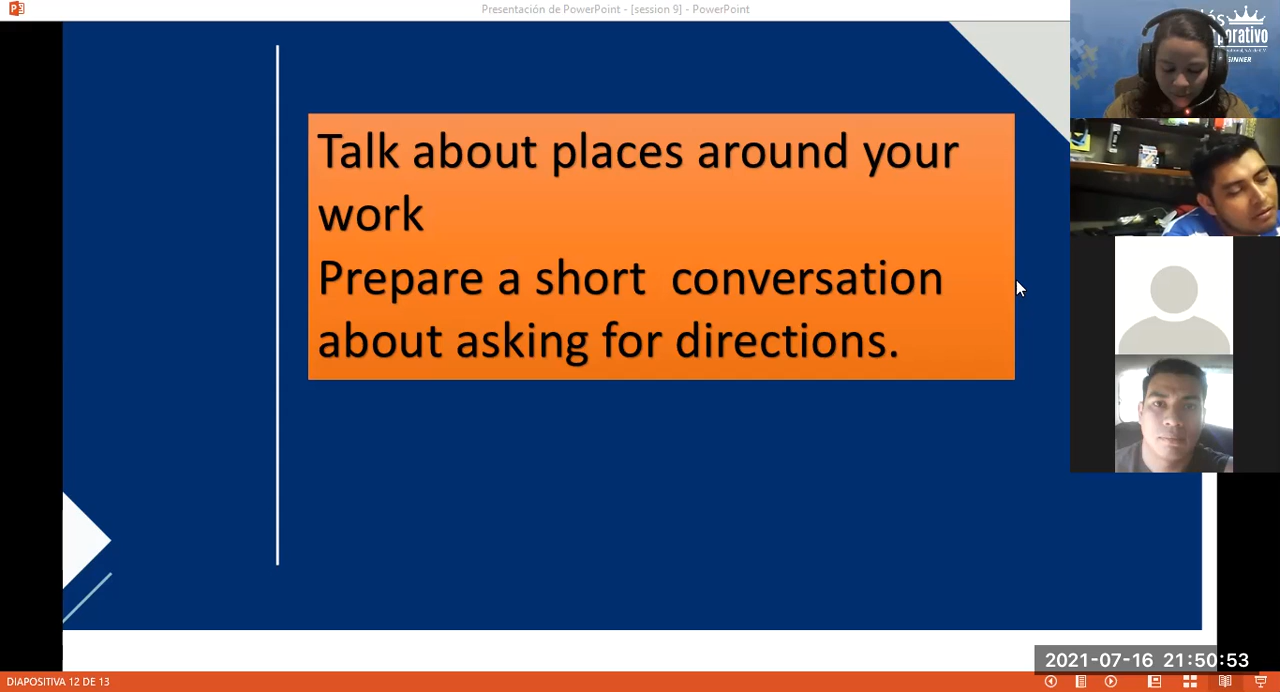 Presentación de PowerPoint - [session 9] - PowerPoint
Talk about places around your
work
Prepare a short  conversation
about asking for directions.
2021-07-16 21:50:53
DIAPOSITIVA 12 DE 13